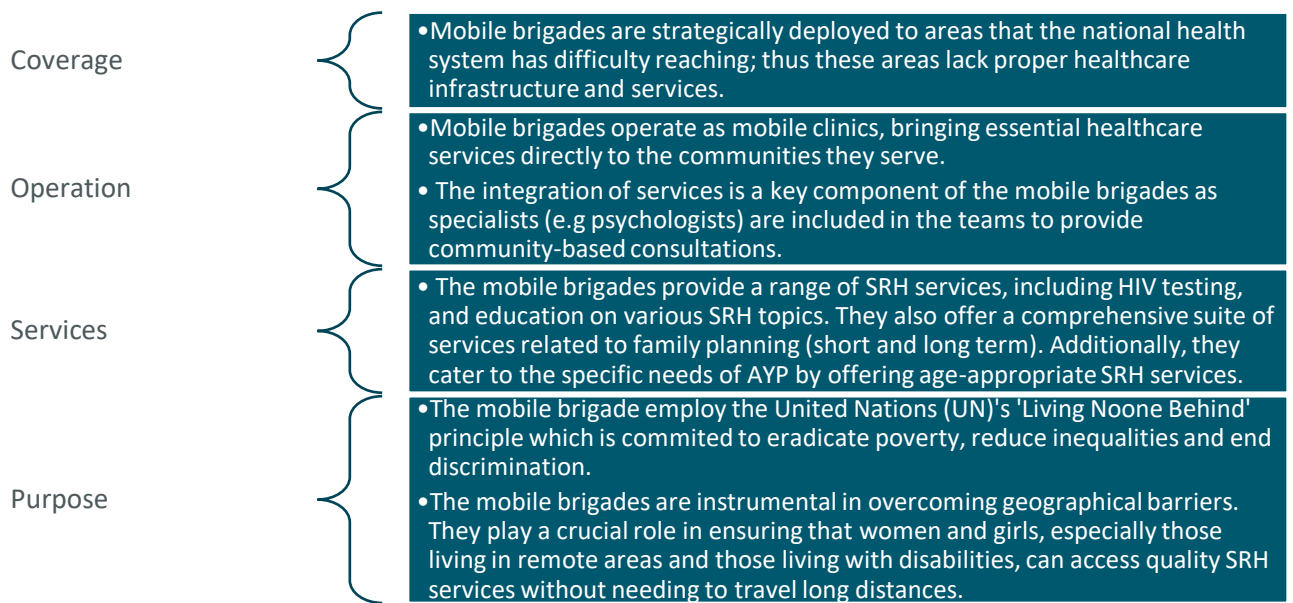 Coverage
•Mobile brigades are strategically deployed to areas that the national health
system has difficulty reaching; thus these areas lack proper healthcare
infrastructure and services.
Operation
•Mobile brigades operate as mobile clinics, bringing essential healthcare
services directly to the communities they serve.
• The integration of services is a key component of the mobile brigades as
specialists (e.g psychologists) are included in the teams to provide
community-based consultations.
Services
• The mobile brigades provide a range of SRH services, including HIV testing,
and education on various SRH topics. They also offer a comprehensive suite of
services related to family planning (short and long term). Additionally, they
cater to the specific needs of AYP by offering age-appropriate SRH services.
Purpose
•The mobile brigade employ the United Nations (UN)'s 'Living Noone Behind'
principle which is commited to eradicate poverty, reduce inequalities and end
discrimination.
•The mobile brigades are instrumental in overcoming geographical barriers.
They play a crucial role in ensuring that women and girls, especially those
living in remote areas and those living with disabilities, can access quality SRH
services without needing to travel long distances.